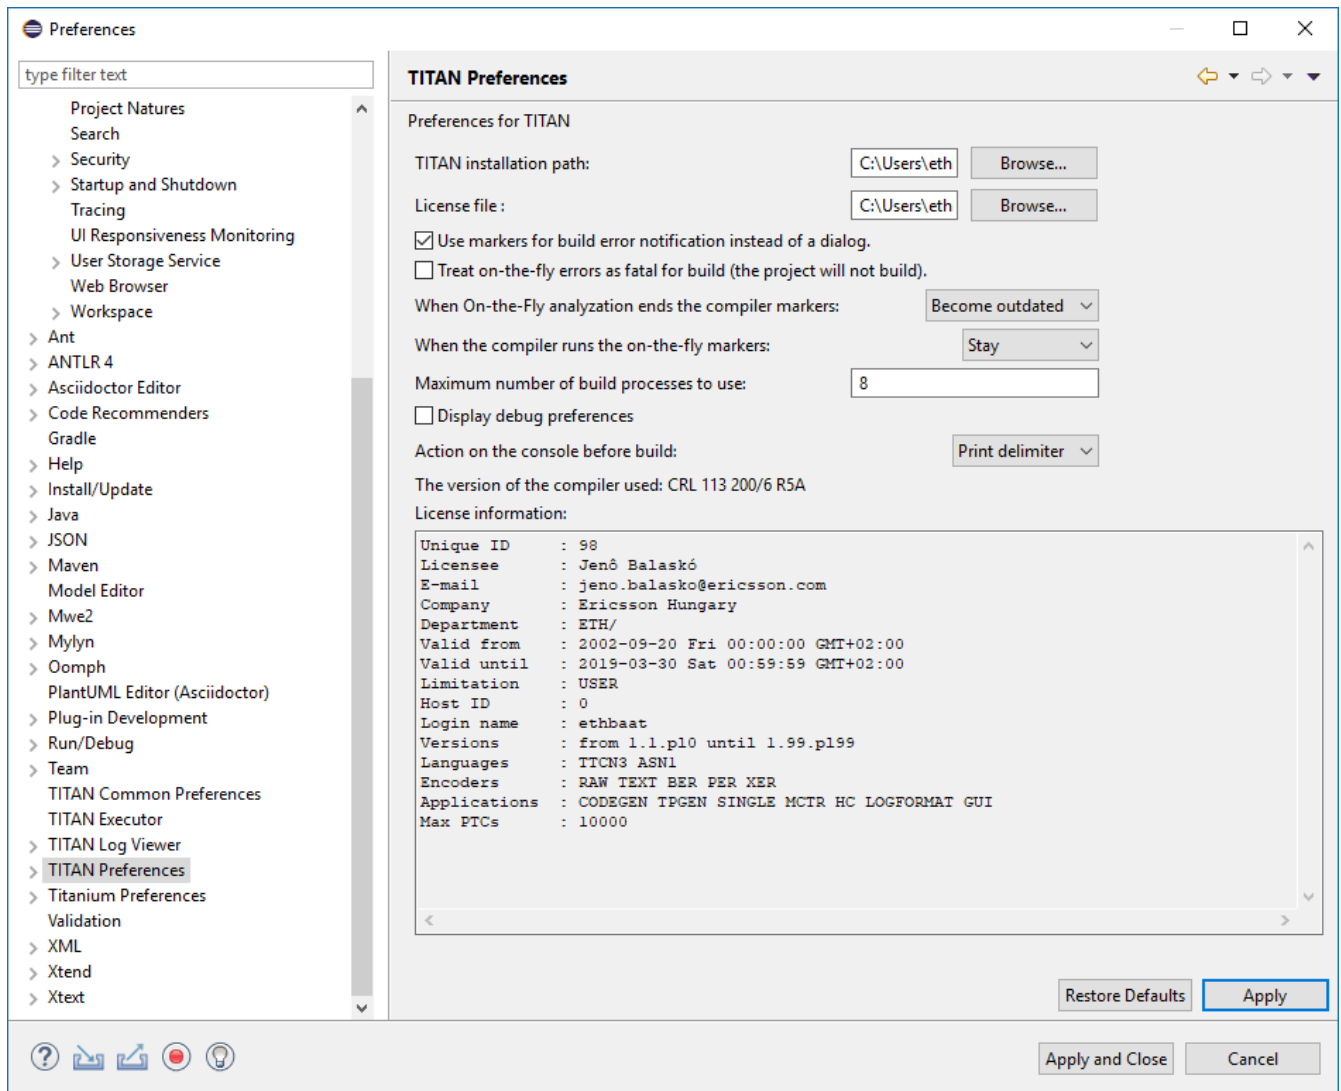 Preferences
type filter text
Project Natures
Search
Security
Startup and Shutdown
Tracing
UI Responsiveness Monitoring
User Storage Service
Web Browser
Workspace
Ant
ANTLR 4
Asciidoctor Editor
Code Recommenders
Gradle
Help
Install/Update
Java
JSON
Maven
Model Editor
Mwe2
Mylyn
Oomph
PlantUML Editor (Asciidoctor)
Plug-in Development
Run/Debug
Team
TITAN Common Preferences
TITAN Executor
TITAN Log Viewer
TITAN Preferences
Titanium Preferences
Validation
XML
Xtend
Xtext
TITAN Preferences
Preferences for TITAN
TITAN installation path: C:\Users\eth Browse...
License file : C:\Users\eth Browse...
Use markers for build error notification instead of a dialog.
Treat on-the-fly errors as fatal for build (the project will not build).
When On-the-Fly analyzation ends the compiler markers: Become outdated
When the compiler runs the on-the-fly markers: Stay
Maximum number of build processes to use: 8
Display debug preferences
Action on the console before build: Print delimiter
The version of the compiler used: CRL 113 200/6 R5A
License information:
Unique ID : 98
Licensee : Jenô Balaskó
E-mail : jeno.balasko@ericsson.com
Company : Ericsson Hungary
Department : ETH/
Valid from : 2002-09-20 Fri 00:00:00 GMT+02:00
Valid until : 2019-03-30 Sat 00:59:59 GMT+02:00
Limitation : USER
Host ID : 0
Login name : ethbaat
Versions : from 1.1.pl0 until 1.99.pl99
Languages : TTCN3 ASN1
Encoders : RAW TEXT BER PER XER
Applications : CODEGEN TPGEN SINGLE MCTR HC LOGFORMAT GUI
Max PTCs : 10000
Restore Defaults Apply
Apply and Close Cancel